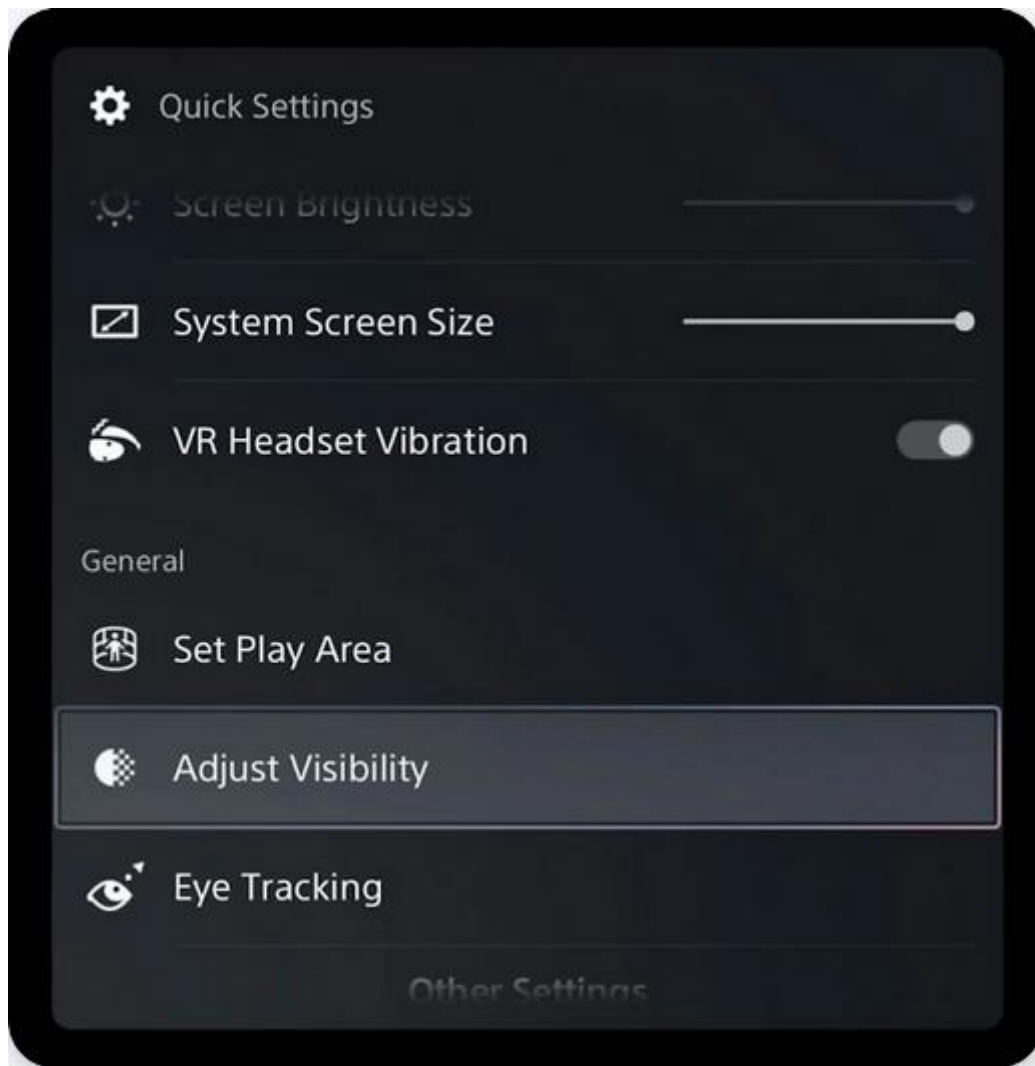 Quick Settings
Screen Brightness
System Screen Size
VR Headset Vibration
General
Set Play Area
Adjust Visibility
Eye Tracking
Other Settings